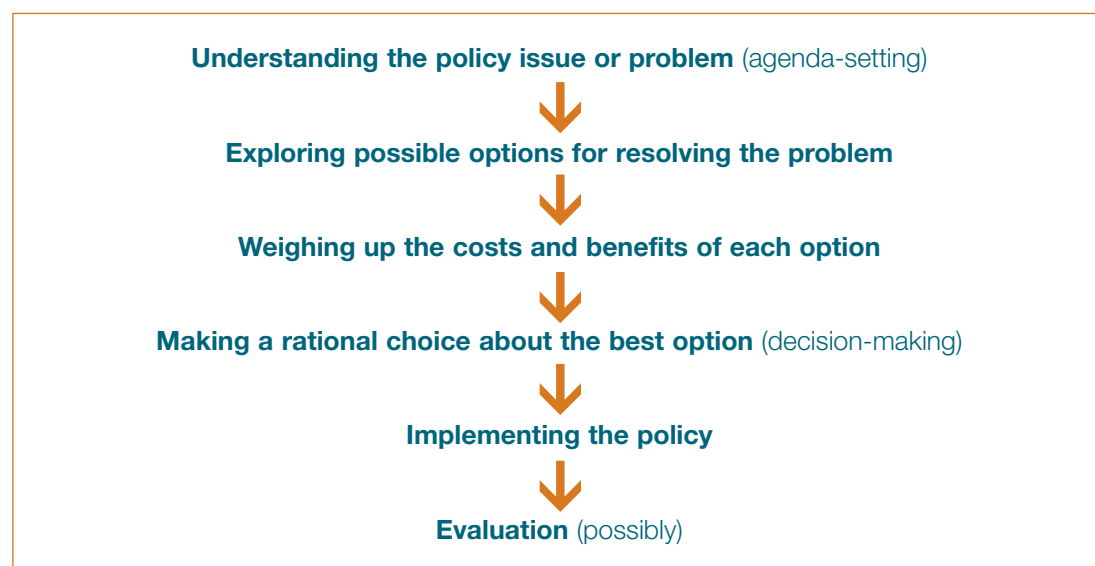 Understanding the policy issue or problem (agenda-setting)
Exploring possible options for resolving the problem
Weighing up the costs and benefits of each option
Making a rational choice about the best option (decision-making)
Implementing the policy
Evaluation (possibly)